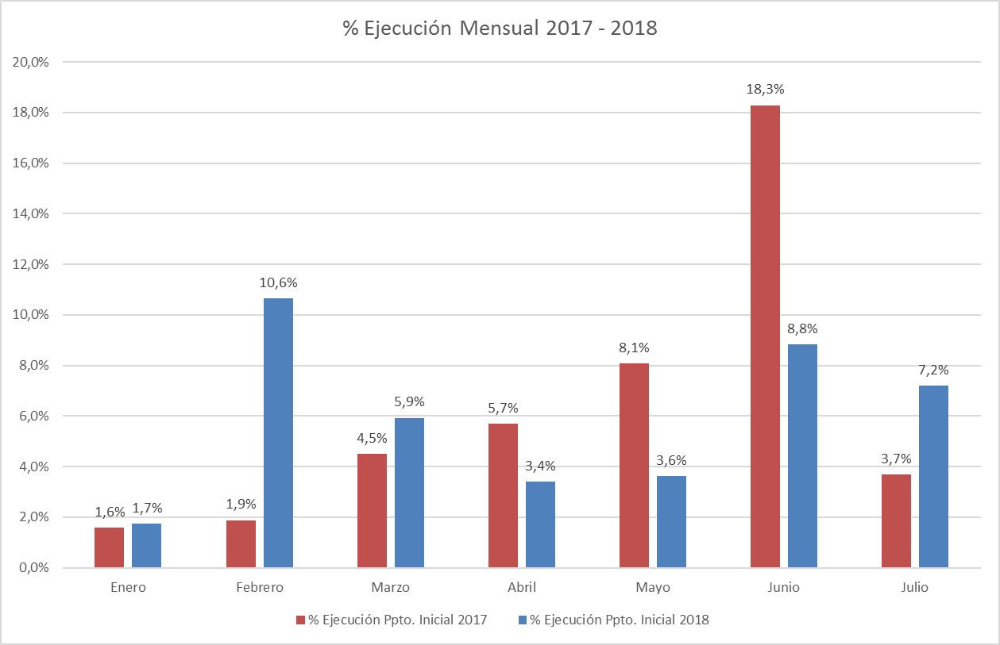 % Ejecución Mensual 2017 - 2018
20,0%
18,0%
16,0%
14,0%
12,0%
10,0%
8,0%
6,0%
4,0%
2,0%
0,0%
1,6%
1,7%
1,9%
10,6%
4,5%
5,9%
5,7%
3,4%
8,1%
3,6%
18,3%
8,8%
3,7%
7,2%
Enero
Febrero
Marzo
Abril
Mayo
Junio
Julio
% Ejecución Ppto. Inicial 2017
% Ejecución Ppto. Inicial 2018